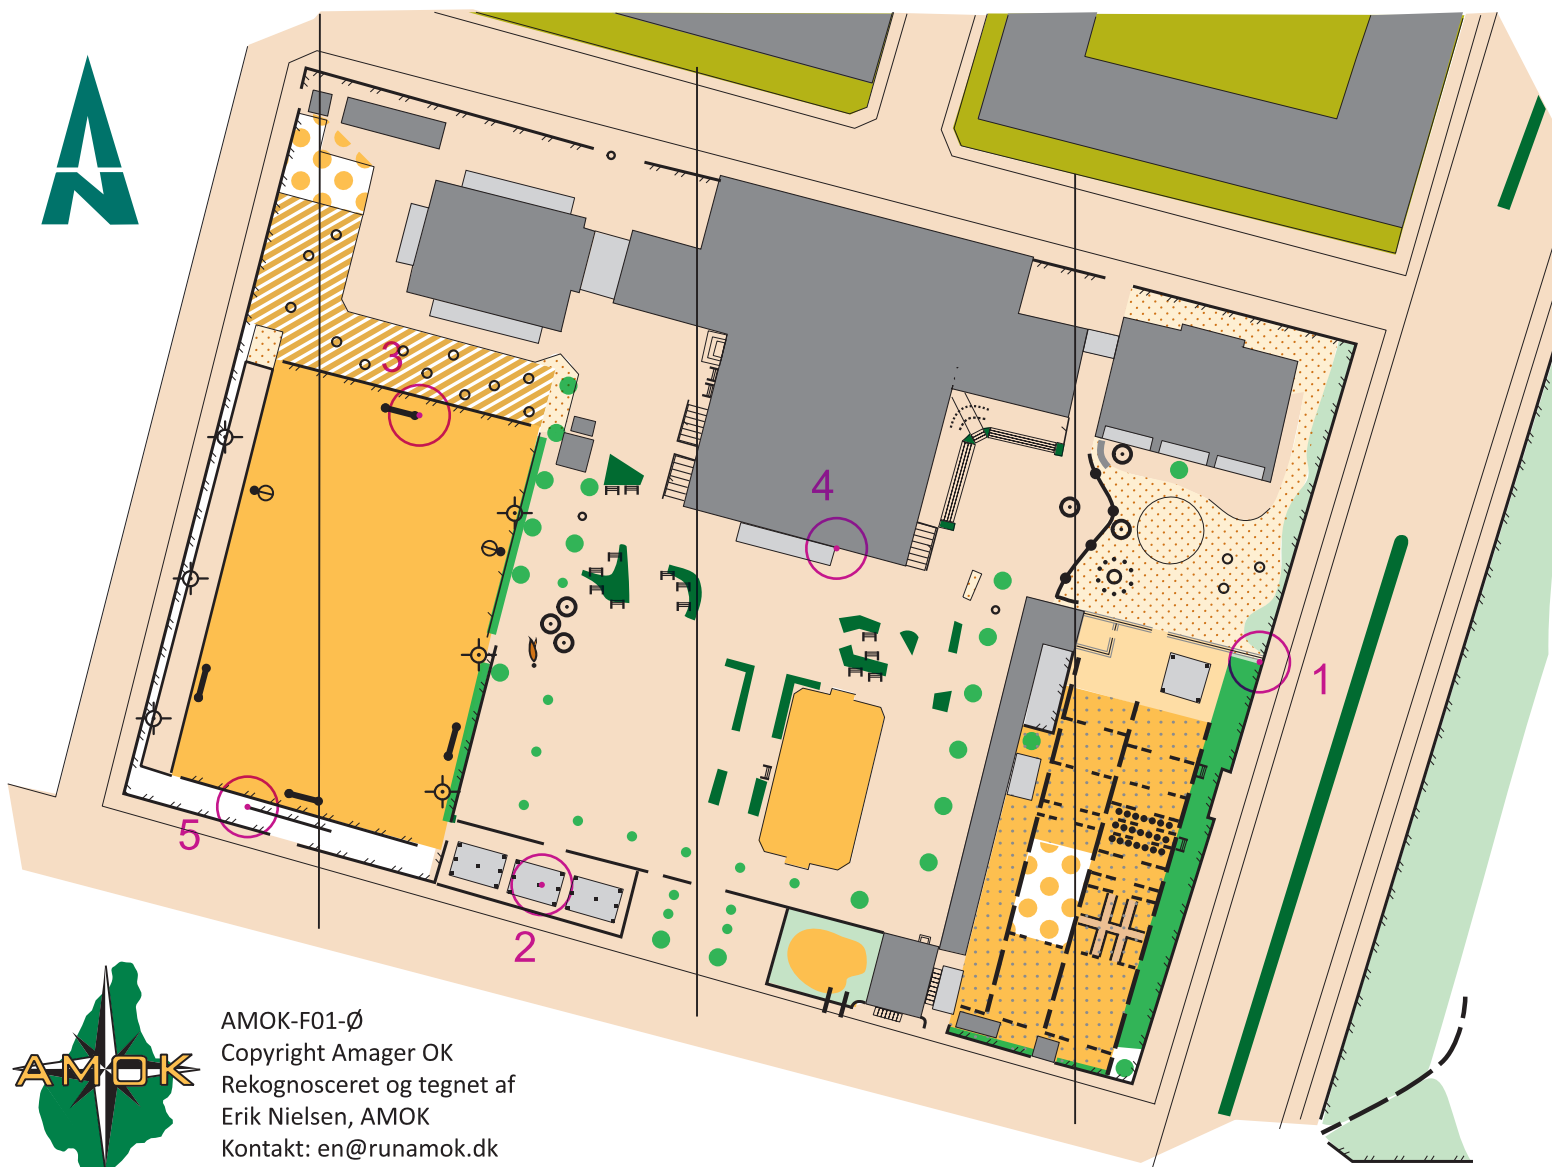 3
4
1
5
2
AMOK
AMOK-F01-Ø
Copyright Amager OK
Rekognosceret og tegnet af
Erik Nielsen, AMOK
Kontakt: en@runamok.dk